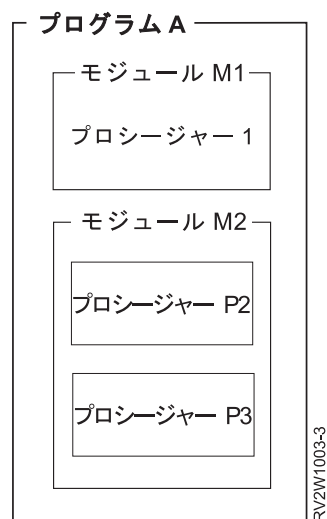 プログラム A
モジュール M1
プロシージャー 1
モジュール M2
プロシージャー P2
プロシージャー P3
RV2W1003-3